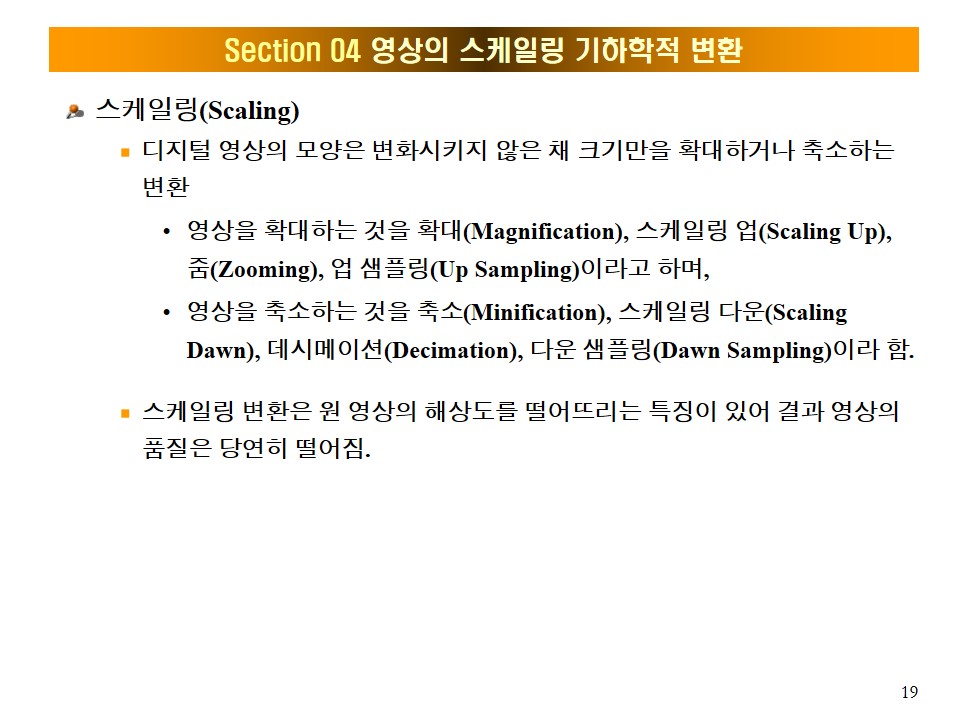 Section 04 영상의 스케일링 기하학적 변환
스케일링(Scaling)
디지털 영상의 모양은 변화시키지 않은 채 크기만을 확대하거나 축소하는
변환
• 영상을 확대하는 것을 확대(Magnification), 스케일링 업(Scaling Up),
줌(Zooming), 업 샘플링(Up Sampling)이라고 하며,
• 영상을 축소하는 것을 축소(Minification), 스케일링 다운(Scaling
Dawn), 데시메이션(Decimation), 다운 샘플링(Dawn Sampling)이라 함.
스케일링 변환은 원 영상의 해상도를 떨어뜨리는 특징이 있어 결과 영상의
품질은 당연히 떨어짐.
19